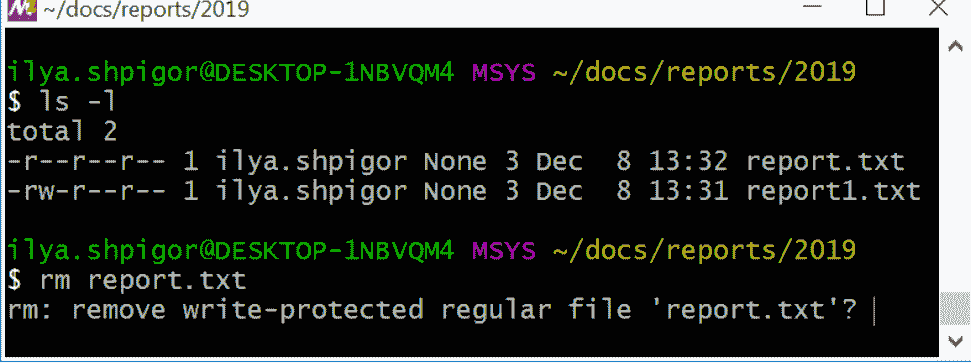 ~/docs/reports/2019
ilya.shpigor@DESKTOP-1NBVQM4 MSYS ~/docs/reports/2019
$ ls -l
total 2
-r--r--r-- 1 ilya.shpigor None 3 Dec  8 13:32 report.txt
-rw-r--r-- 1 ilya.shpigor None 3 Dec  8 13:31 report1.txt
ilya.shpigor@DESKTOP-1NBVQM4 MSYS ~/docs/reports/2019
$ rm report.txt
rm: remove write-protected regular file 'report.txt'?